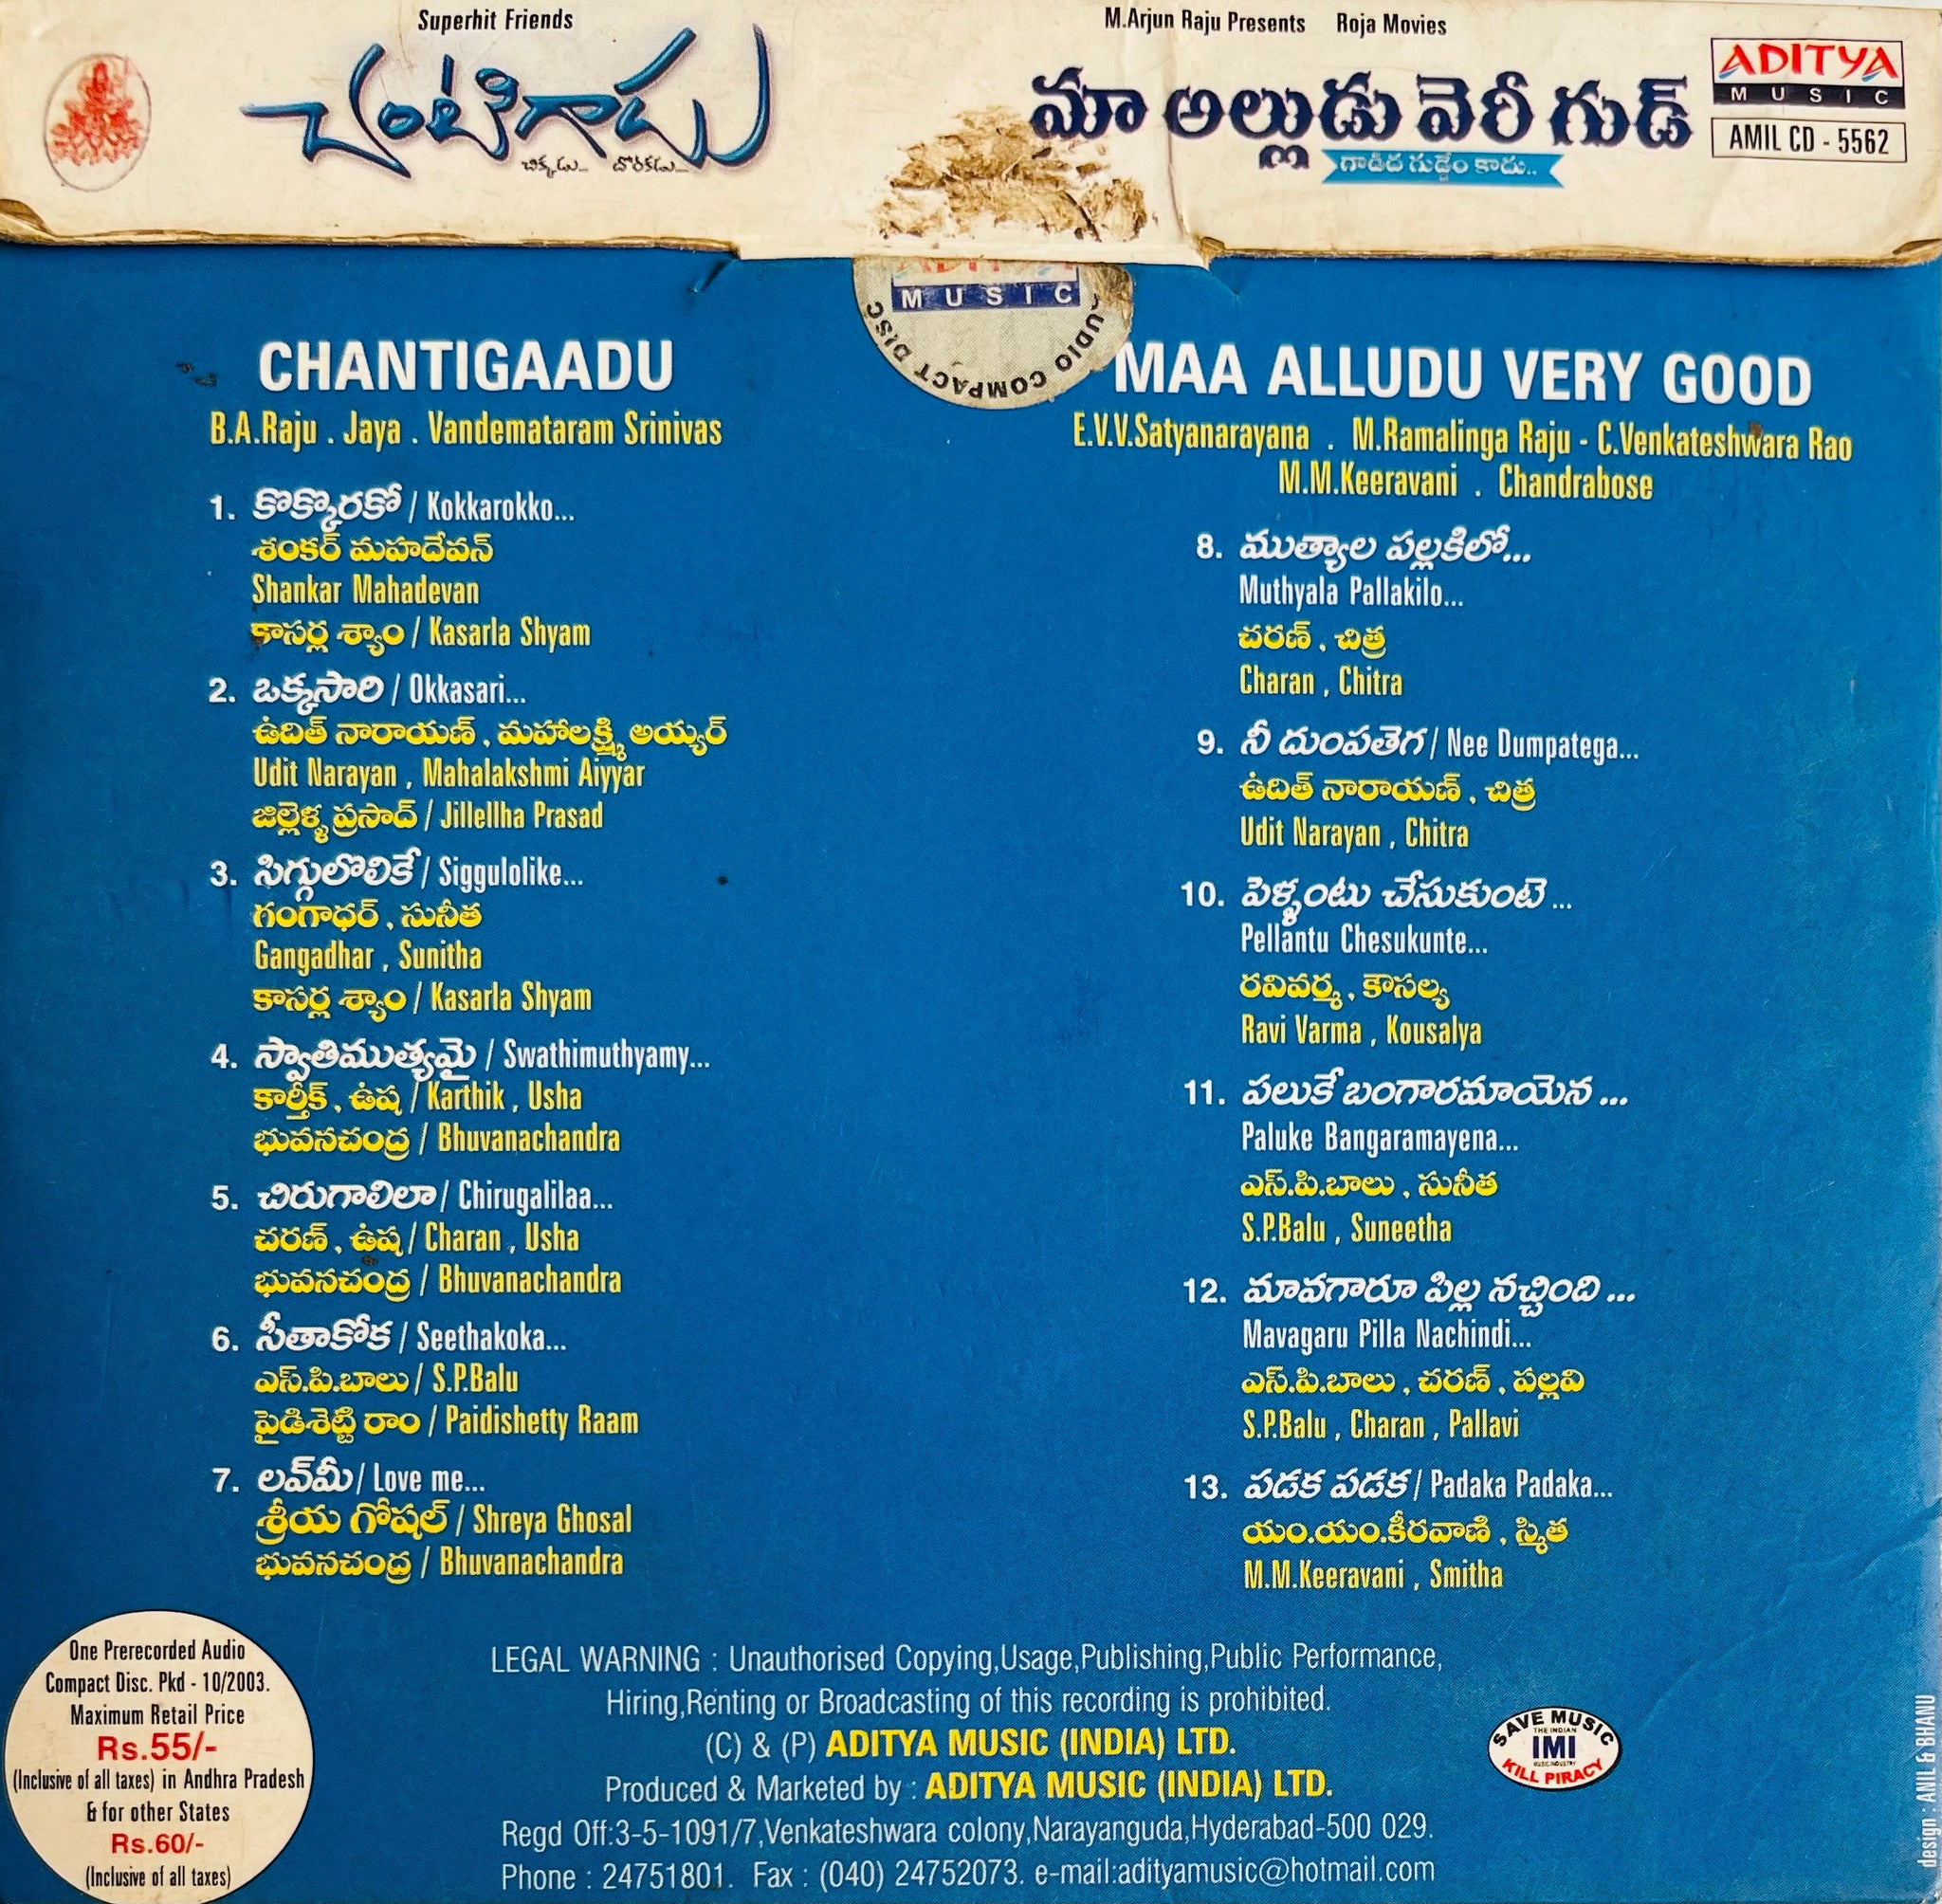 Superhit Friends
చంటిగాడు
చిక్కడు.. దొరకడు..
M.Arjun Raju Presents Roja Movies
మా అల్లుడు వెరీ గుడ్
గాడిద గుడ్డేం కాదు..
ADITYA
MUSIC
AMIL CD - 5562
MUSIC
AUDIO COMPACT DISC
CHANTIGAADU
B.A.Raju . Jaya . Vandemataram Srinivas
1. కొక్కొరకో / Kokkarokko...
శంకర్ మహదేవన్
Shankar Mahadevan
కాసర్ల శ్యాం / Kasarla Shyam
2. ఒక్కసారి / Okkasari...
ఉదిత్ నారాయణ్ , మహాలక్ష్మి అయ్యర్
Udit Narayan , Mahalakshmi Aiyyar
జిల్లెళ్ళ ప్రసాద్ / Jillellha Prasad
3. సిగ్గులొలికే / Siggulolike...
గంగాధర్ , సునీత
Gangadhar , Sunitha
కాసర్ల శ్యాం / Kasarla Shyam
4. స్వాతిముత్యమై / Swathimuthyamy...
కార్తీక్ , ఉష / Karthik , Usha
భువనచంద్ర / Bhuvanachandra
5. చిరుగాలిలా / Chirugalilaa...
చరణ్ , ఉష / Charan , Usha
భువనచంద్ర / Bhuvanachandra
6. సీతాకోక / Seethakoka...
ఎస్.పి.బాలు / S.P.Balu
పైడిశెట్టి రాం / Paidishetty Raam
7. లవ్‌మీ / Love me...
శ్రీయ గోషల్ / Shreya Ghosal
భువనచంద్ర / Bhuvanachandra
MAA ALLUDU VERY GOOD
E.V.V.Satyanarayana . M.Ramalinga Raju - C.Venkateshwara Rao
M.M.Keeravani . Chandrabose
8. ముత్యాల పల్లకిలో...
Muthyala Pallakilo...
చరణ్ , చిత్ర
Charan , Chitra
9. నీ దుంపతెగ / Nee Dumpatega...
ఉదిత్ నారాయణ్ , చిత్ర
Udit Narayan , Chitra
10. పెళ్ళంటు చేసుకుంటె ...
Pellantu Chesukunte...
రవివర్మ , కౌసల్య
Ravi Varma , Kousalya
11. పలుకే బంగారమాయెన ...
Paluke Bangaramayena...
ఎస్.పి.బాలు , సునీత
S.P.Balu , Suneetha
12. మావగారూ పిల్ల నచ్చింది ...
Mavagaru Pilla Nachindi...
ఎస్.పి.బాలు , చరణ్ , పల్లవి
S.P.Balu , Charan , Pallavi
13. పడక పడక / Padaka Padaka...
యం.యం.కీరవాణి , స్మిత
M.M.Keeravani , Smitha
One Prerecorded Audio
Compact Disc. Pkd - 10/2003.
Maximum Retail Price
Rs.55/-
(Inclusive of all taxes) in Andhra Pradesh
& for other States
Rs.60/-
(Inclusive of all taxes)
LEGAL WARNING : Unauthorised Copying,Usage,Publishing,Public Performance,
Hiring,Renting or Broadcasting of this recording is prohibited.
(C) & (P) ADITYA MUSIC (INDIA) LTD.
Produced & Marketed by : ADITYA MUSIC (INDIA) LTD.
Regd Off:3-5-1091/7,Venkateshwara colony,Narayanguda,Hyderabad-500 029.
Phone : 24751801. Fax : (040) 24752073. e-mail:adityamusic@hotmail.com
SAVE MUSIC
THE INDIAN
IMI
MUSIC INDUSTRY
KILL PIRACY
design : ANIL & BHANU